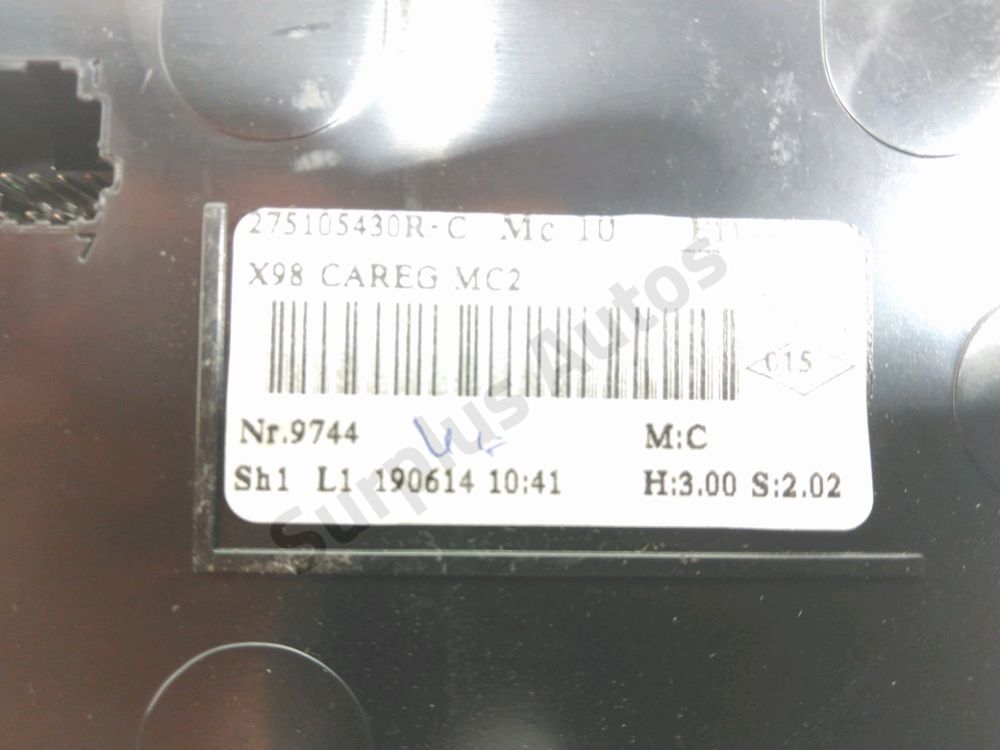 275105430R-C Mc 10
X98 CAREG MC2
015
Nr.9744 M:C
Sh1 L1 190614 10:41 H:3.00 S:2.02
Surplus Autos